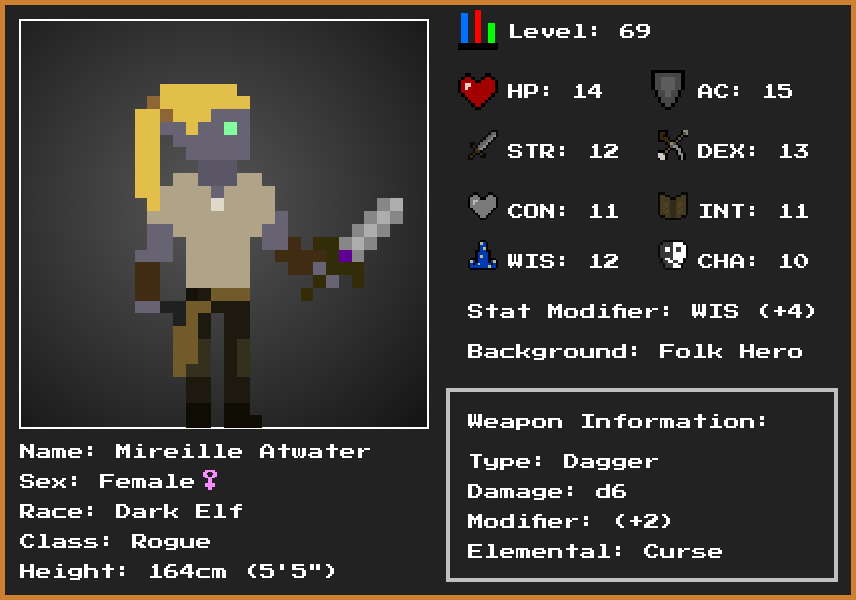 Level: 69
HP: 14 AC: 15
STR: 12 DEX: 13
CON: 11 INT: 11
WIS: 12 CHA: 10
Stat Modifier: WIS (+4)
Background: Folk Hero
Weapon Information:
Type: Dagger
Damage: d6
Modifier: (+2)
Elemental: Curse
Name: Mireille Atwater
Sex: Female♀
Race: Dark Elf
Class: Rogue
Height: 164cm (5'5")